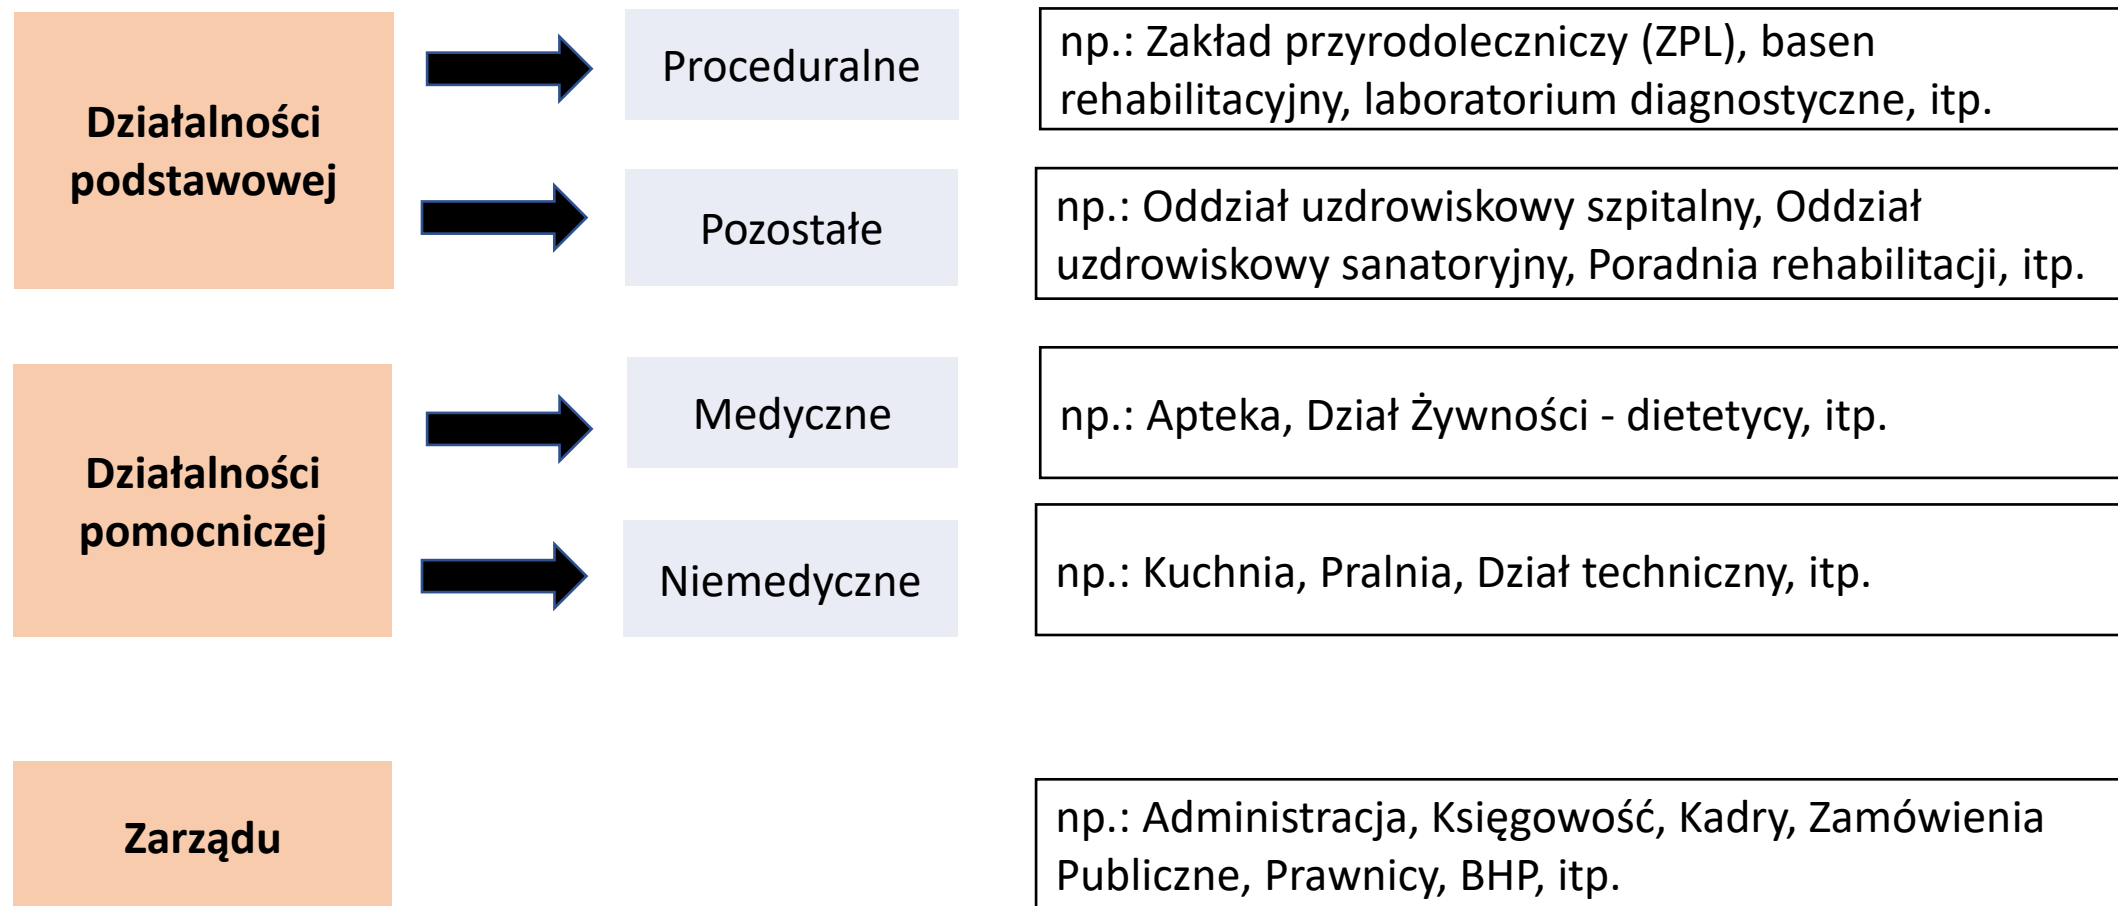 Działalności
podstawowej
Proceduralne
np.: Zakład przyrodoleczniczy (ZPL), basen
rehabilitacyjny, laboratorium diagnostyczne, itp.
Pozostałe
np.: Oddział uzdrowiskowy szpitalny, Oddział
uzdrowiskowy sanatoryjny, Poradnia rehabilitacji, itp.
Działalności
pomocniczej
Medyczne
np.: Apteka, Dział Żywności - dietetycy, itp.
Niemedyczne
np.: Kuchnia, Pralnia, Dział techniczny, itp.
Zarządu
np.: Administracja, Księgowość, Kadry, Zamówienia
Publiczne, Prawnicy, BHP, itp.